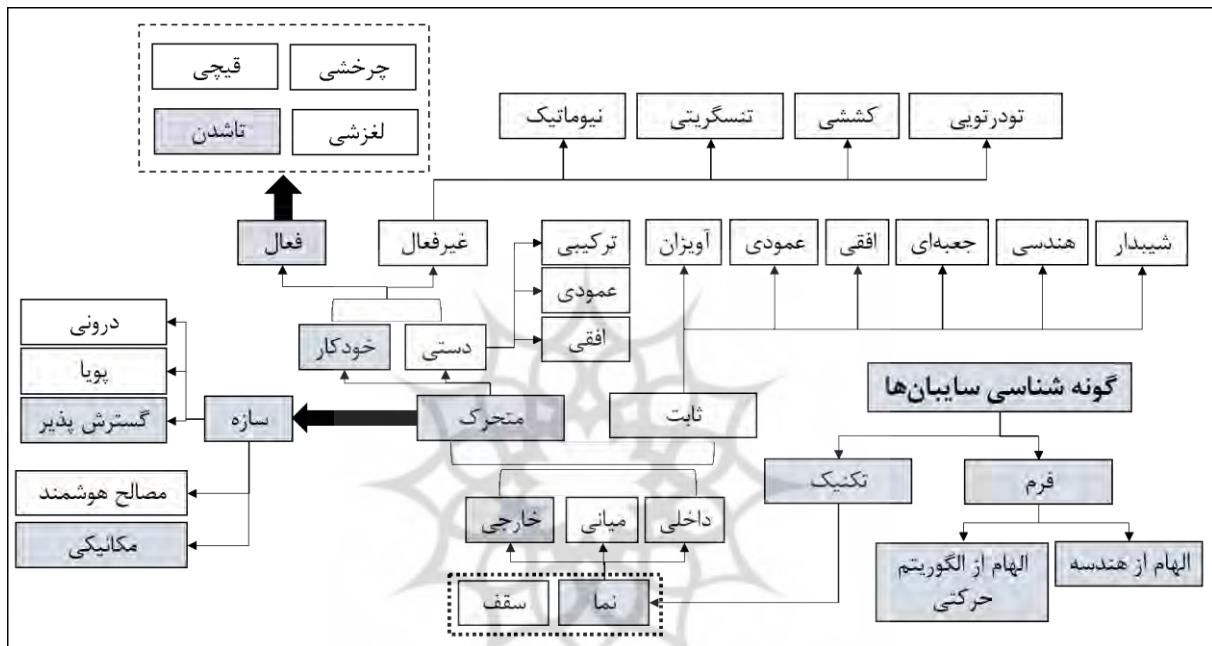 چرخشی
قیچی
لغزشی
تاشدن
تودرتویی
کششی
تنسگریتی
نیوماتیک
غیرفعال
فعال
شیبدار
هندسی
جعبه‌ای
افقی
عمودی
آویزان
ترکیبی
عمودی
افقی
دستی
خودکار
درونی
پویا
گسترش پذیر
گونه شناسی سایبان‌ها
ثابت
متحرک
سازه
فرم
تکنیک
مصالح هوشمند
مکانیکی
داخلی
میانی
خارجی
الهام از هندسه
الهام از الگوریتم
حرکتی
نما
سقف